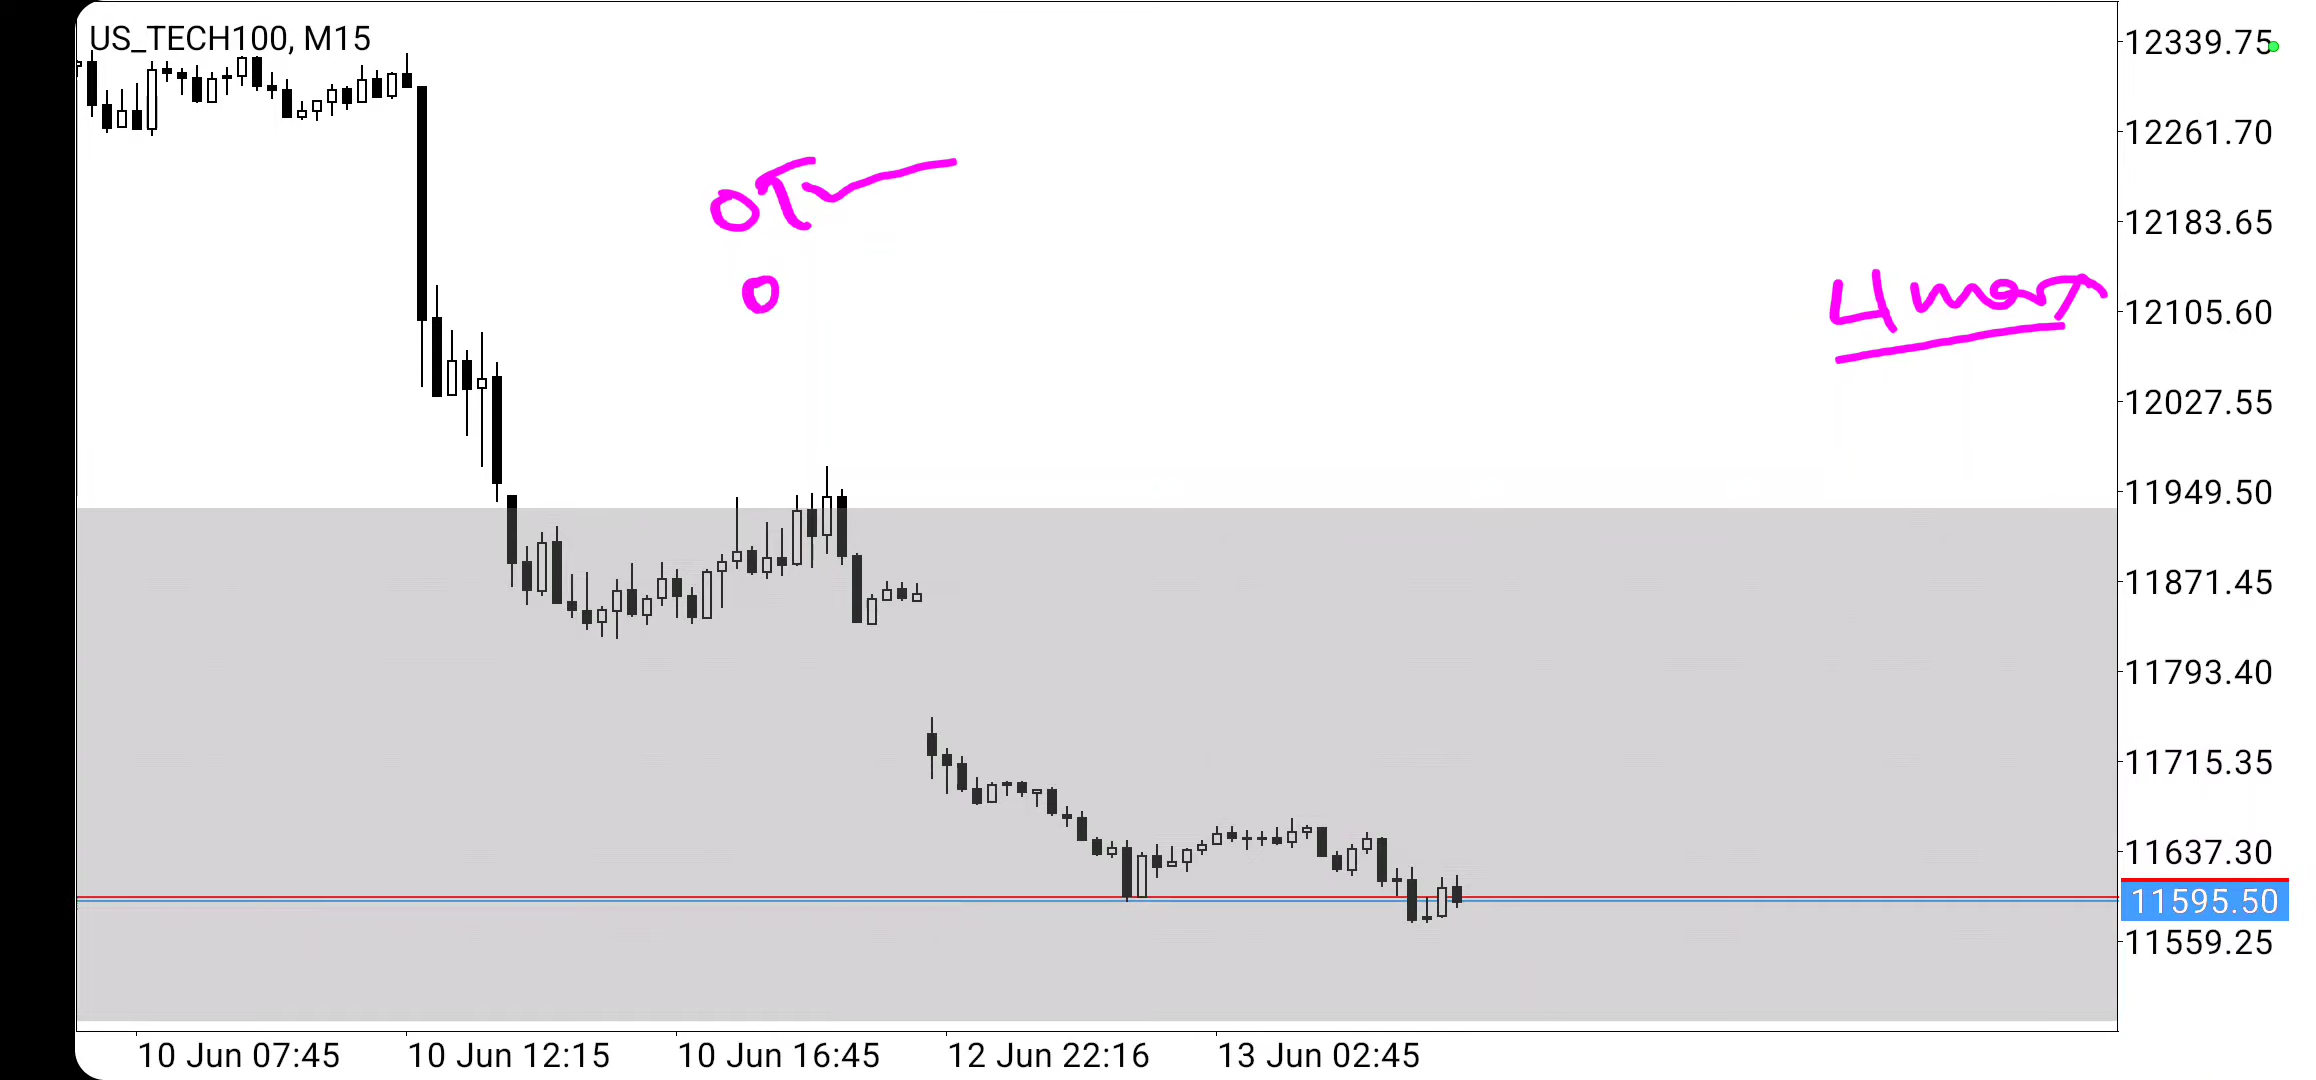 US_TECH100, M15
12339.75
12261.70
12183.65
12105.60
12027.55
11949.50
11871.45
11793.40
11715.35
11637.30
11595.50
11559.25
10 Jun 07:45
10 Jun 12:15
10 Jun 16:45
12 Jun 22:16
13 Jun 02:45